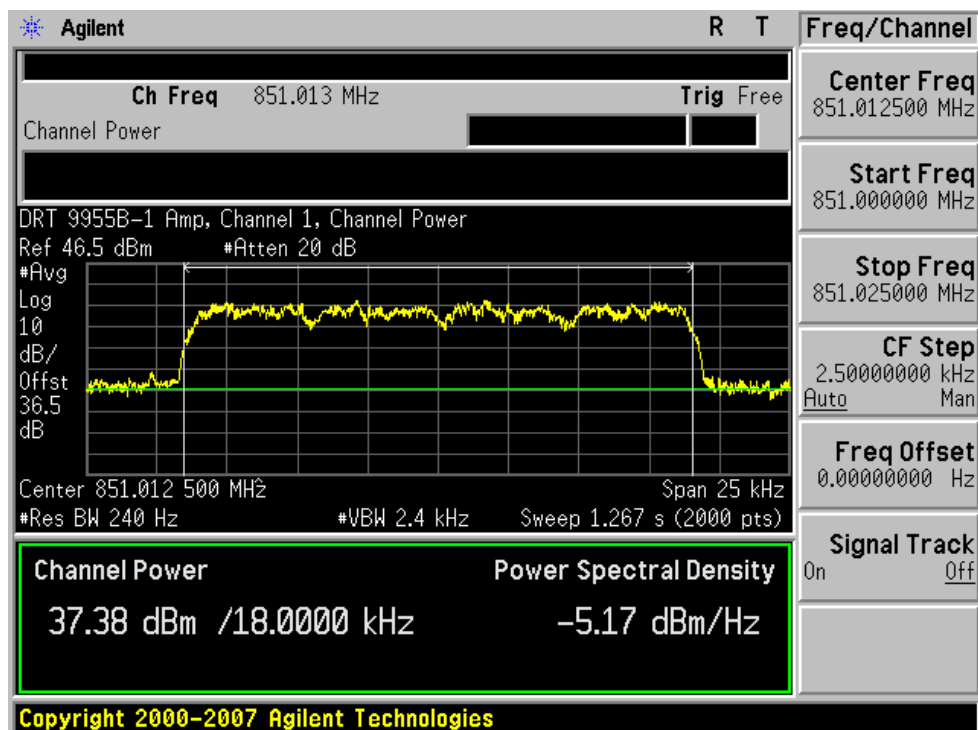 Agilent R T
Ch Freq 851.013 MHz Trig Free
Channel Power
DRT 9955B-1 Amp, Channel 1, Channel Power
Ref 46.5 dBm #Atten 20 dB
#Avg
Log
10
dB/
Offst
36.5
dB
Center 851.012 500 MHz Span 25 kHz
#Res BW 240 Hz #VBW 2.4 kHz Sweep 1.267 s (2000 pts)
Channel Power Power Spectral Density
37.38 dBm /18.0000 kHz -5.17 dBm/Hz
Copyright 2000-2007 Agilent Technologies
Freq/Channel
Center Freq
851.012500 MHz
Start Freq
851.000000 MHz
Stop Freq
851.025000 MHz
CF Step
2.50000000 kHz
Auto Man
Freq Offset
0.00000000 Hz
Signal Track
On Off